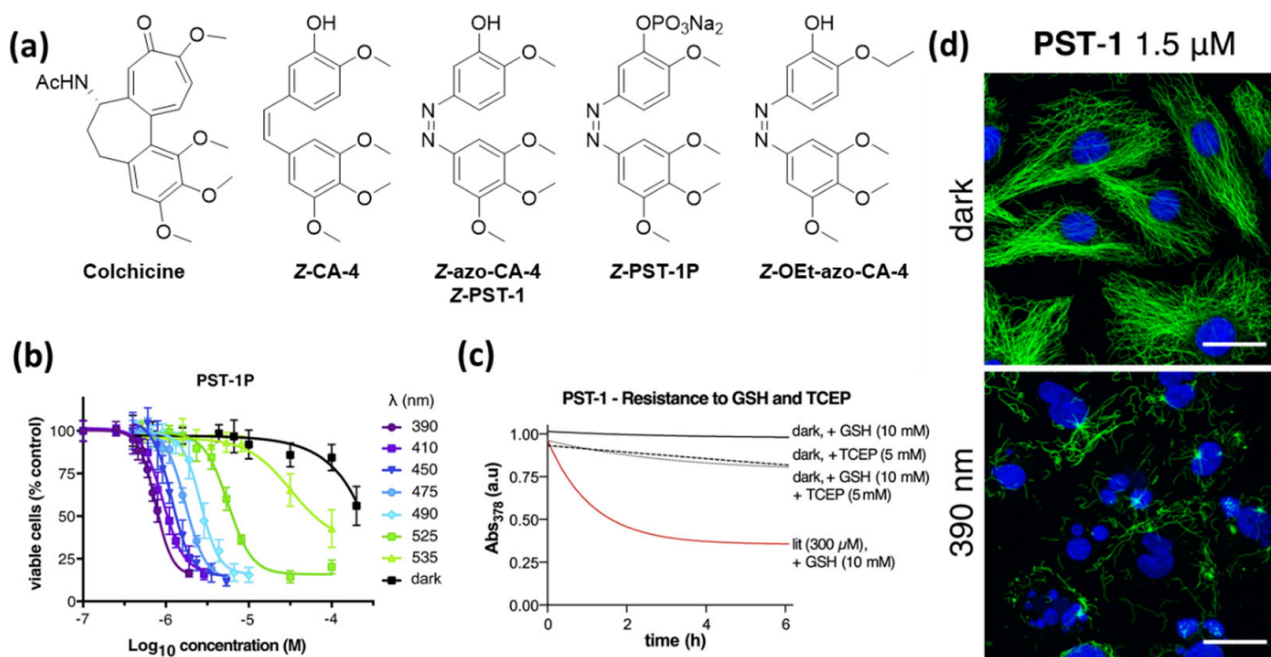 (a)
O
O
AcHN
O
O
O
Colchicine
OH
O
O
O
O
Z-CA-4
OH
O
N
N
O
O
O
Z-azo-CA-4
Z-PST-1
OPO₃Na₂
O
N
N
O
O
O
Z-PST-1P
OH
O
N
N
O
O
O
Z-OEt-azo-CA-4
(b)
PST-1P
viable cells (% control)
100
75
50
25
0
-7
-6
-5
-4
Log₁₀ concentration (M)
λ (nm)
390
410
450
475
490
525
535
dark
(c)
PST-1 - Resistance to GSH and TCEP
Abs₃₇₈ (a.u)
1.00
0.75
0.50
0.25
0.00
0
2
4
6
time (h)
dark, + GSH (10 mM)
dark, +TCEP (5 mM)
dark, + GSH (10 mM)
+ TCEP (5 mM)
lit (300 µM),
+ GSH (10 mM)
(d)
PST-1 1.5 µM
dark
390 nm